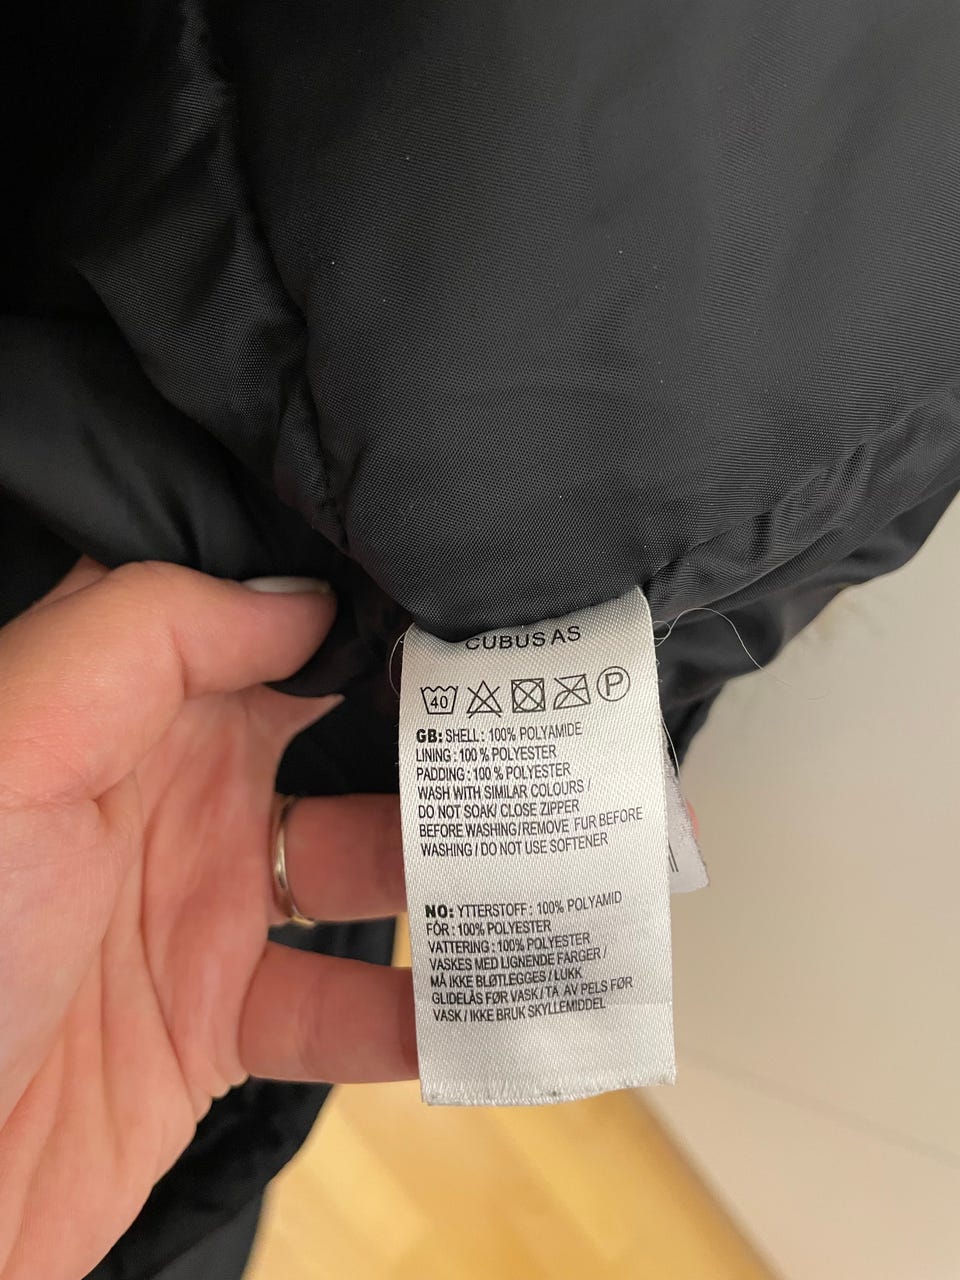 CUBUS AS
40 P
GB: SHELL : 100% POLYAMIDE
LINING : 100 % POLYESTER
PADDING : 100 % POLYESTER
WASH WITH SIMILAR COLOURS /
DO NOT SOAK/ CLOSE ZIPPER
BEFORE WASHING/REMOVE FUR BEFORE
WASHING / DO NOT USE SOFTENER
NO: YTTERSTOFF : 100% POLYAMID
FÓR : 100% POLYESTER
VATTERING : 100% POLYESTER
VASKES MED LIGNENDE FARGER /
MÅ IKKE BLØTLEGGES / LUKK
GLIDELÅS FØR VASK / TA AV PELS FØR
VASK / IKKE BRUK SKYLLEMIDDEL